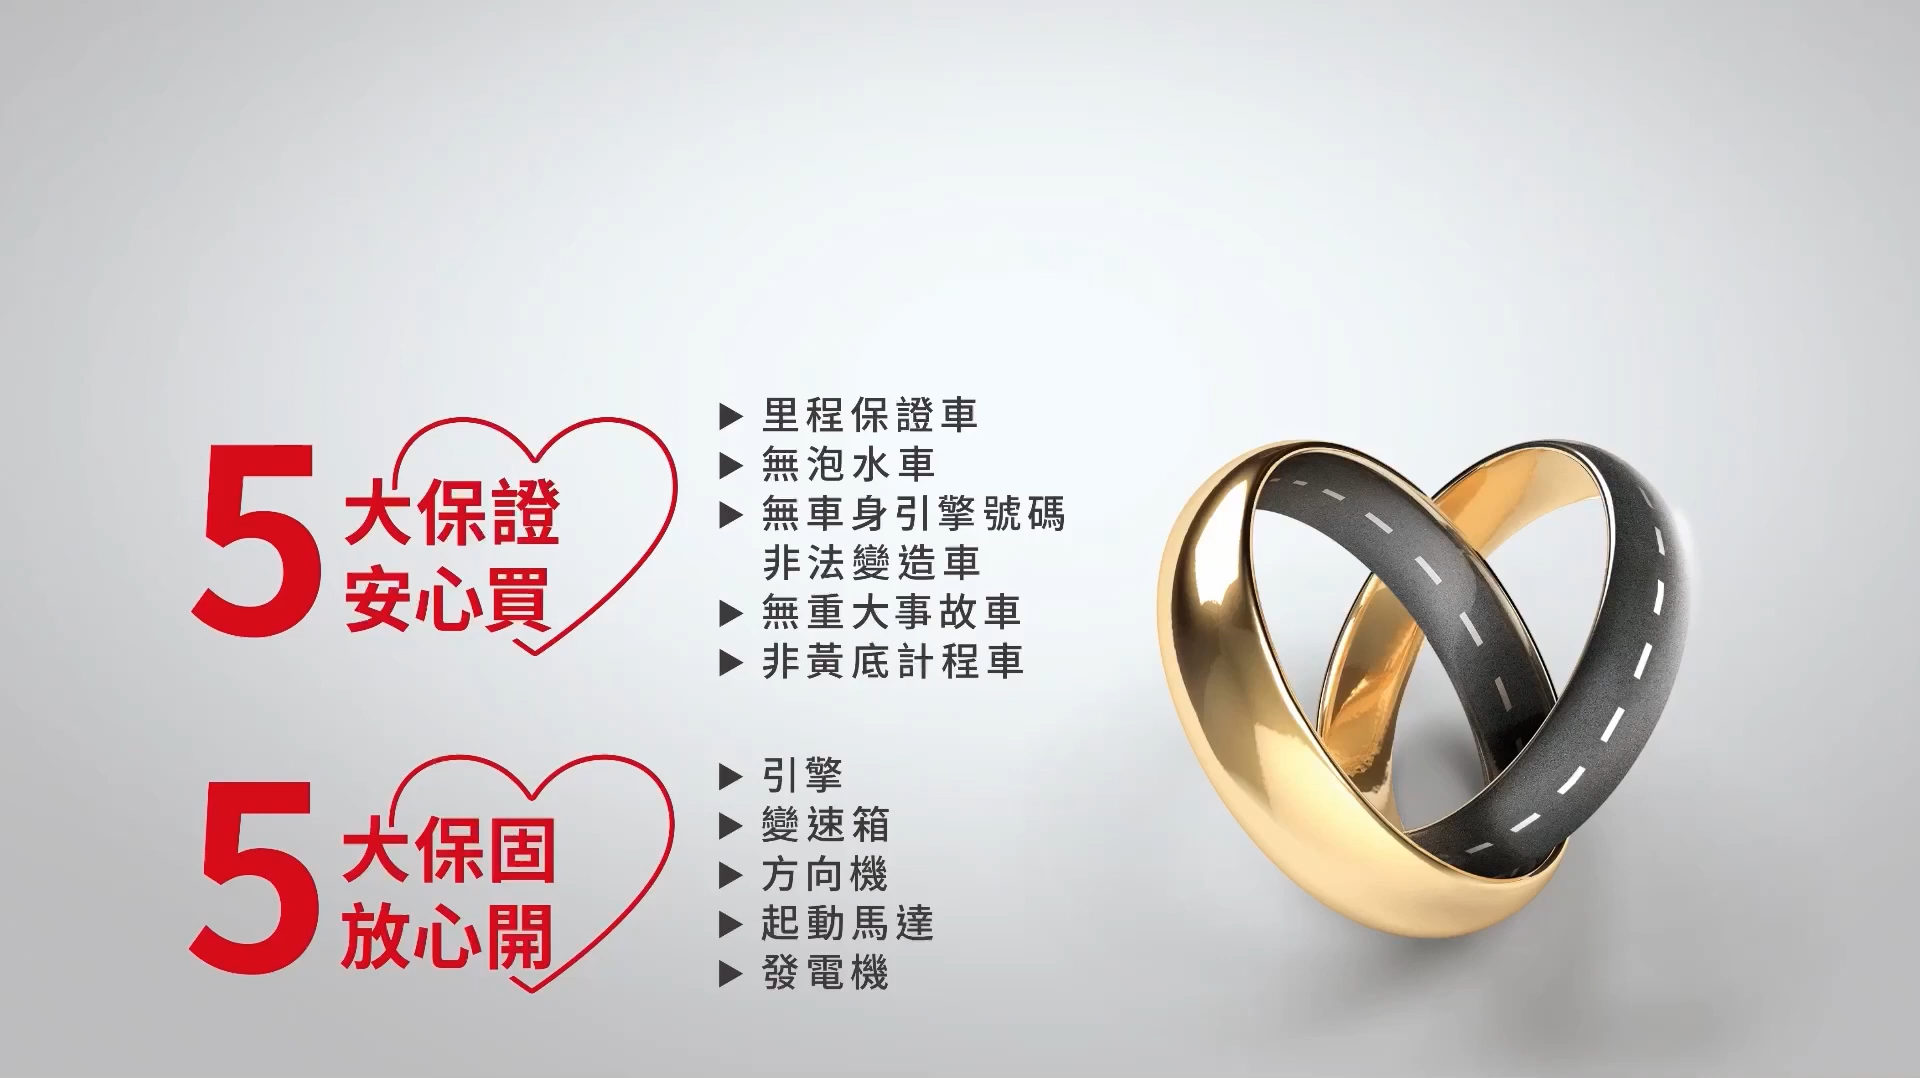 5大保證
安心買
▶ 里程保證車
▶ 無泡水車
▶ 無車身引擎號碼
非法變造車
▶ 無重大事故車
▶ 非黃底計程車
5大保固
放心開
▶ 引擎
▶ 變速箱
▶ 方向機
▶ 起動馬達
▶ 發電機